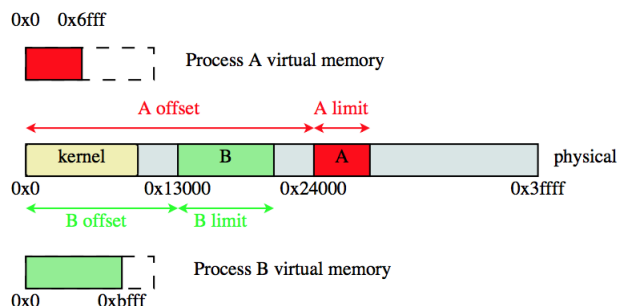 0x0 0x6fff
Process A virtual memory
A offset A limit
kernel B A physical
0x0 0x13000 0x24000 0x3ffff
B offset B limit
Process B virtual memory
0x0 0xbfff